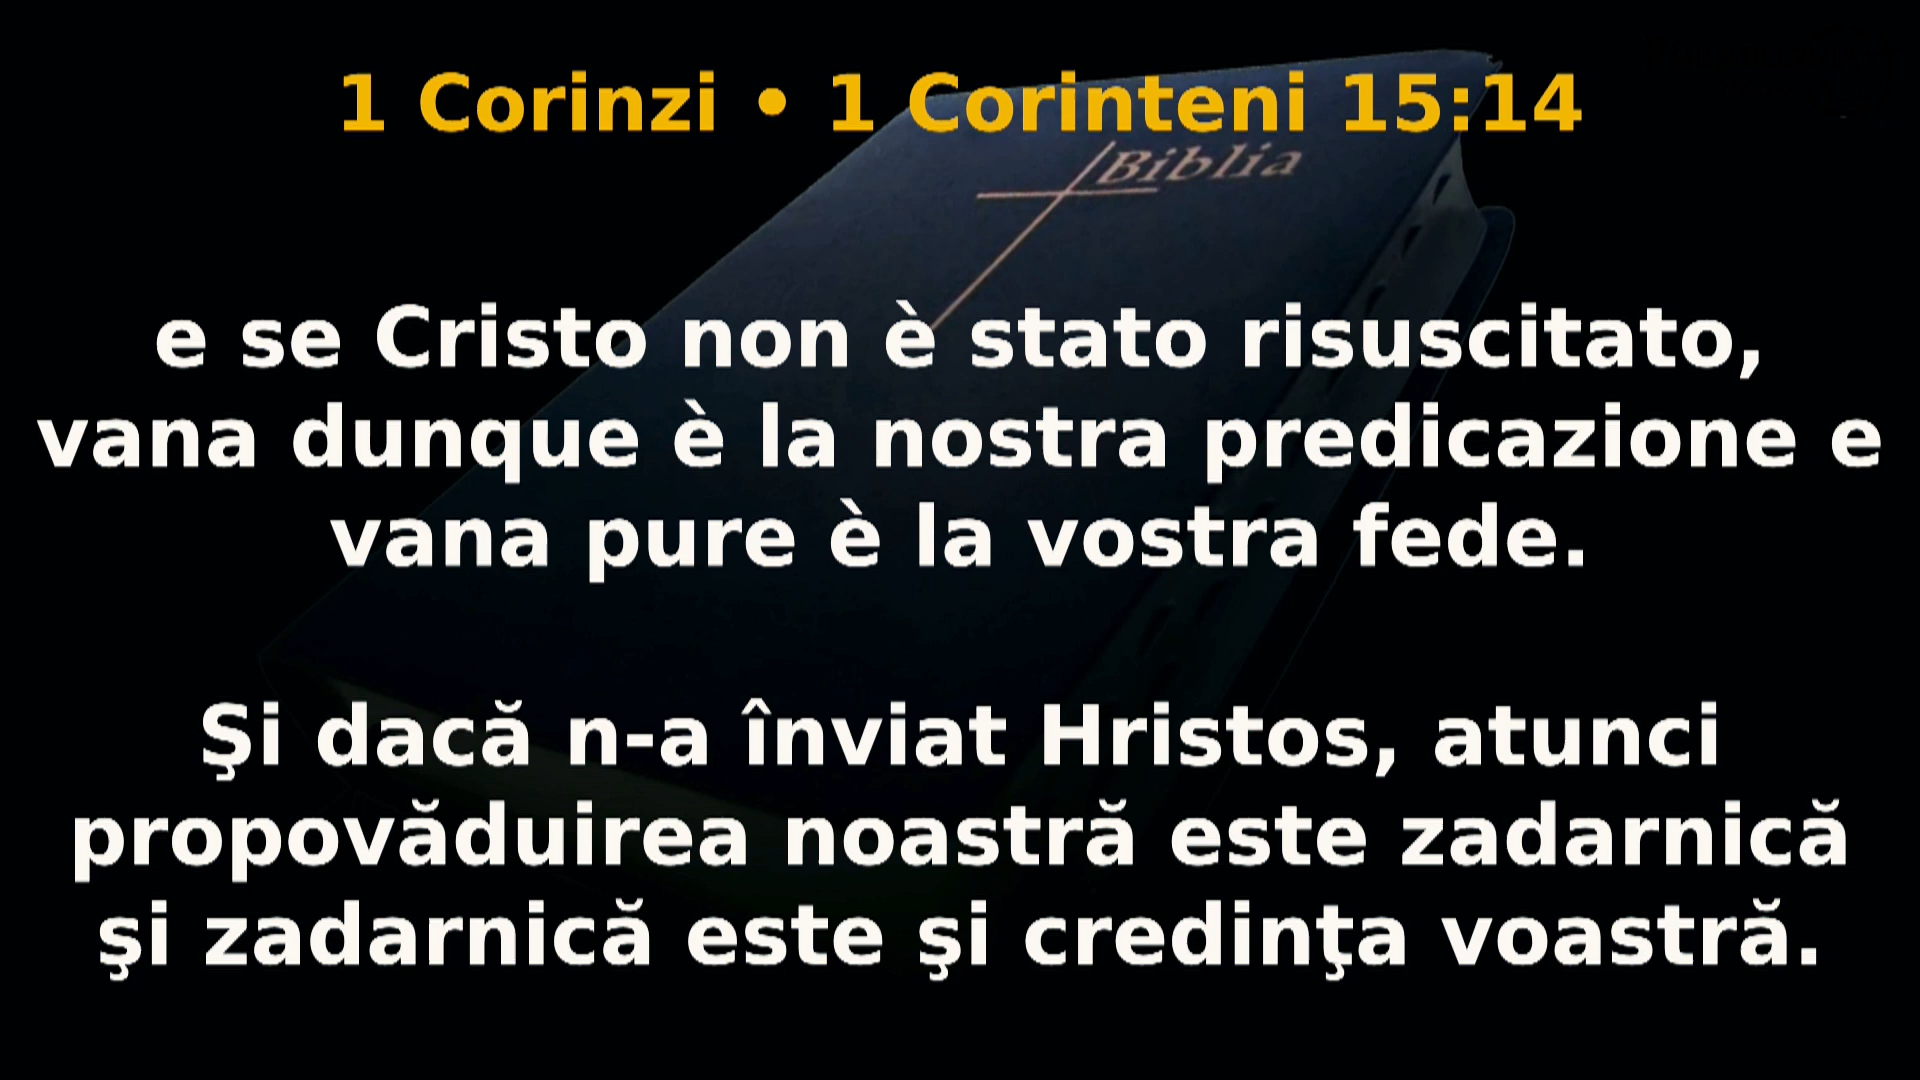 1 Corinzi • 1 Corinteni 15:14
Biblia
e se Cristo non è stato risuscitato,
vana dunque è la nostra predicazione e
vana pure è la vostra fede.
Şi dacă n-a înviat Hristos, atunci
propovăduirea noastră este zadarnică
şi zadarnică este şi credinţa voastră.